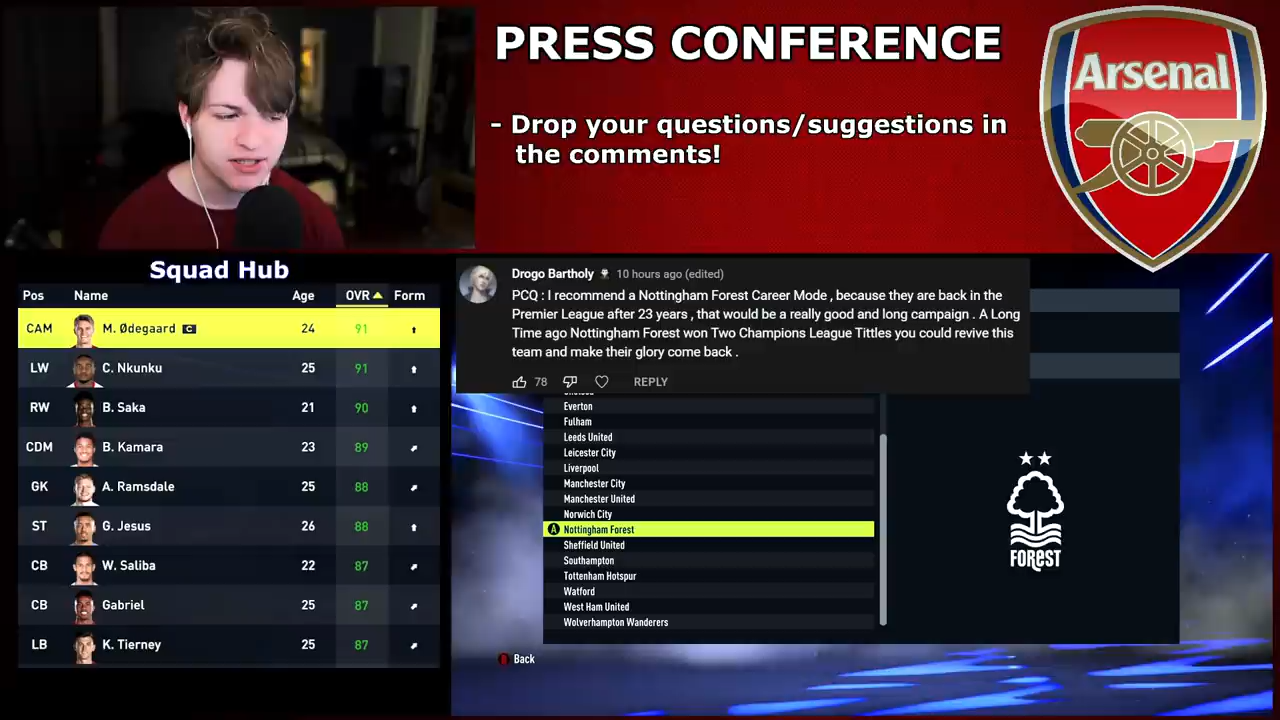 PRESS CONFERENCE
- Drop your questions/suggestions in
the comments!
Arsenal
Squad Hub
Pos Name Age OVR Form
CAM M. Ødegaard C 24 91
LW C. Nkunku 25 91
RW B. Saka 21 90
CDM B. Kamara 23 89
GK A. Ramsdale 25 88
ST G. Jesus 26 88
CB W. Saliba 22 87
CB Gabriel 25 87
LB K. Tierney 25 87
Drogo Bartholy 10 hours ago (edited)
PCQ : I recommend a Nottingham Forest Career Mode , because they are back in the
Premier League after 23 years , that would be a really good and long campaign . A Long
Time ago Nottingham Forest won Two Champions League Tittles you could revive this
team and make their glory come back .
78 REPLY
Everton
Fulham
Leeds United
Leicester City
Liverpool
Manchester City
Manchester United
Norwich City
A Nottingham Forest
Sheffield United
Southampton
Tottenham Hotspur
Watford
West Ham United
Wolverhampton Wanderers
FOREST
Back